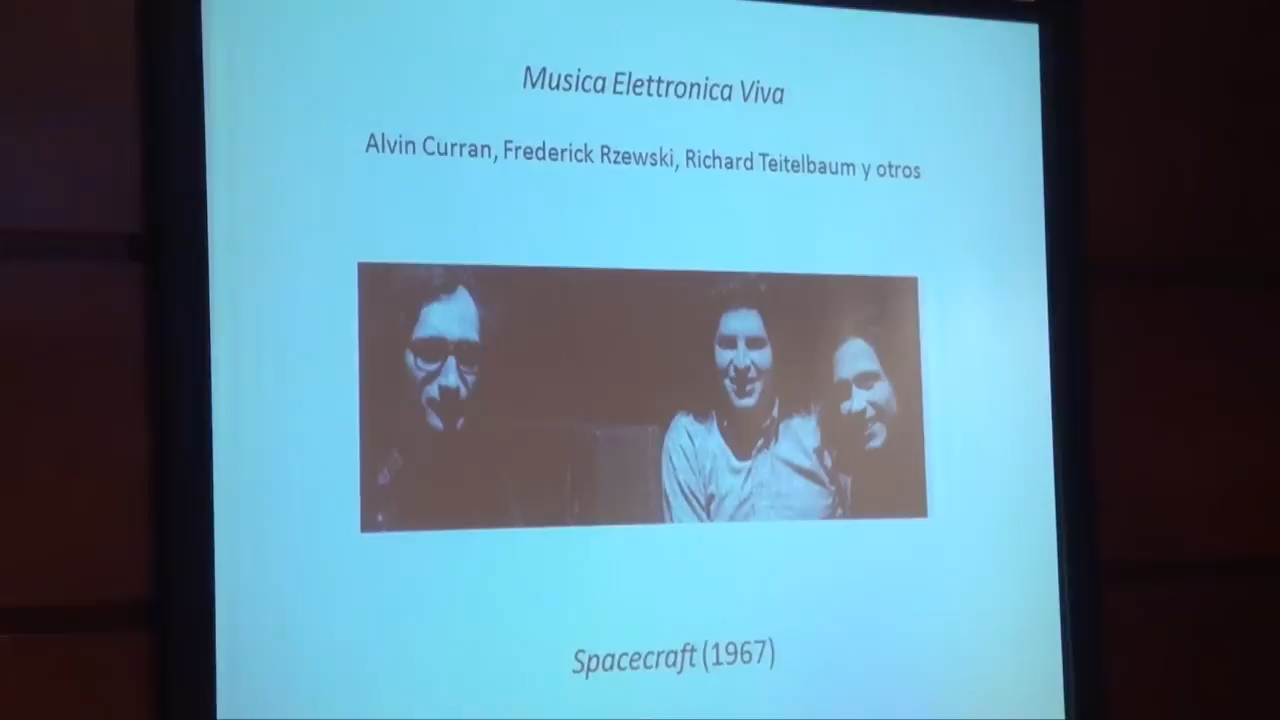 Musica Elettronica Viva
Alvin Curran, Frederick Rzewski, Richard Teitelbaum y otros
Spacecraft (1967)